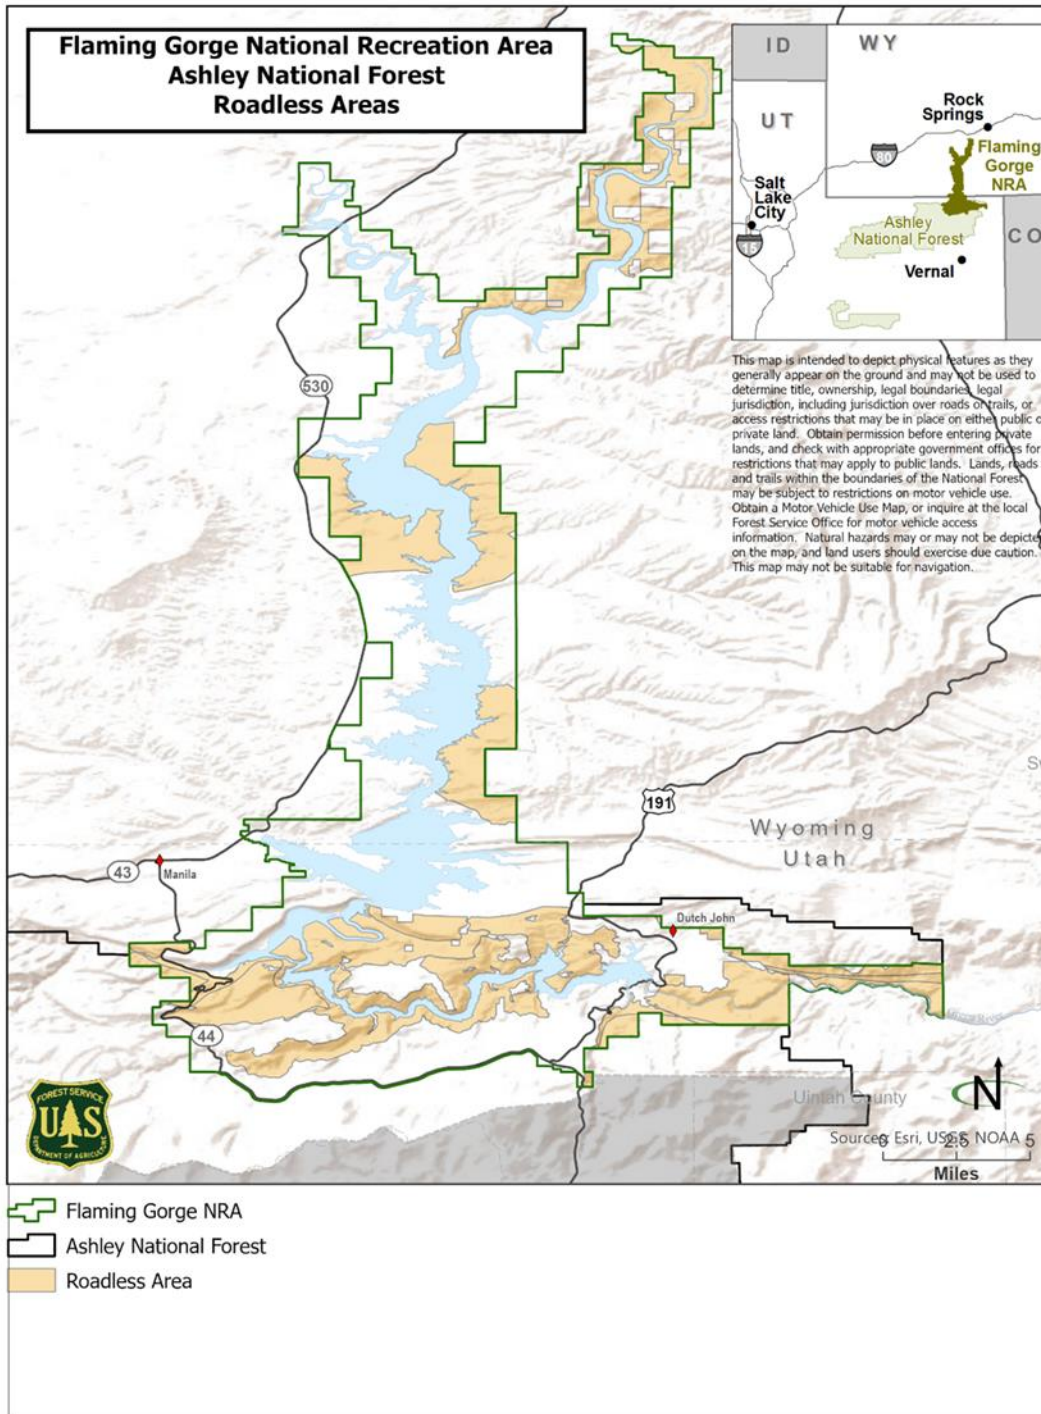 Flaming Gorge National Recreation Area
Ashley National Forest
Roadless Areas
ID
WY
UT
Rock
Springs
80
Flaming
Gorge
NRA
Salt
Lake
City
15
Ashley
National Forest
CO
Vernal
This map is intended to depict physical features as they
generally appear on the ground and may not be used to
determine title, ownership, legal boundaries, legal
jurisdiction, including jurisdiction over roads or trails, or
access restrictions that may be in place on either public o
private land. Obtain permission before entering private
lands, and check with appropriate government offices for
restrictions that may apply to public lands. Lands, roads
and trails within the boundaries of the National Forest
may be subject to restrictions on motor vehicle use.
Obtain a Motor Vehicle Use Map, or inquire at the local
Forest Service Office for motor vehicle access
information. Natural hazards may or may not be depicte
on the map, and land users should exercise due caution.
This map may not be suitable for navigation.
530
191
Wyoming
Utah
43
Manila
Dutch John
44
Green River
Uintah County
N
Sources: Esri, USGS, NOAA
0 2.5 5
Miles
FOREST SERVICE
UAS
DEPARTMENT OF AGRICULTURE
Flaming Gorge NRA
Ashley National Forest
Roadless Area